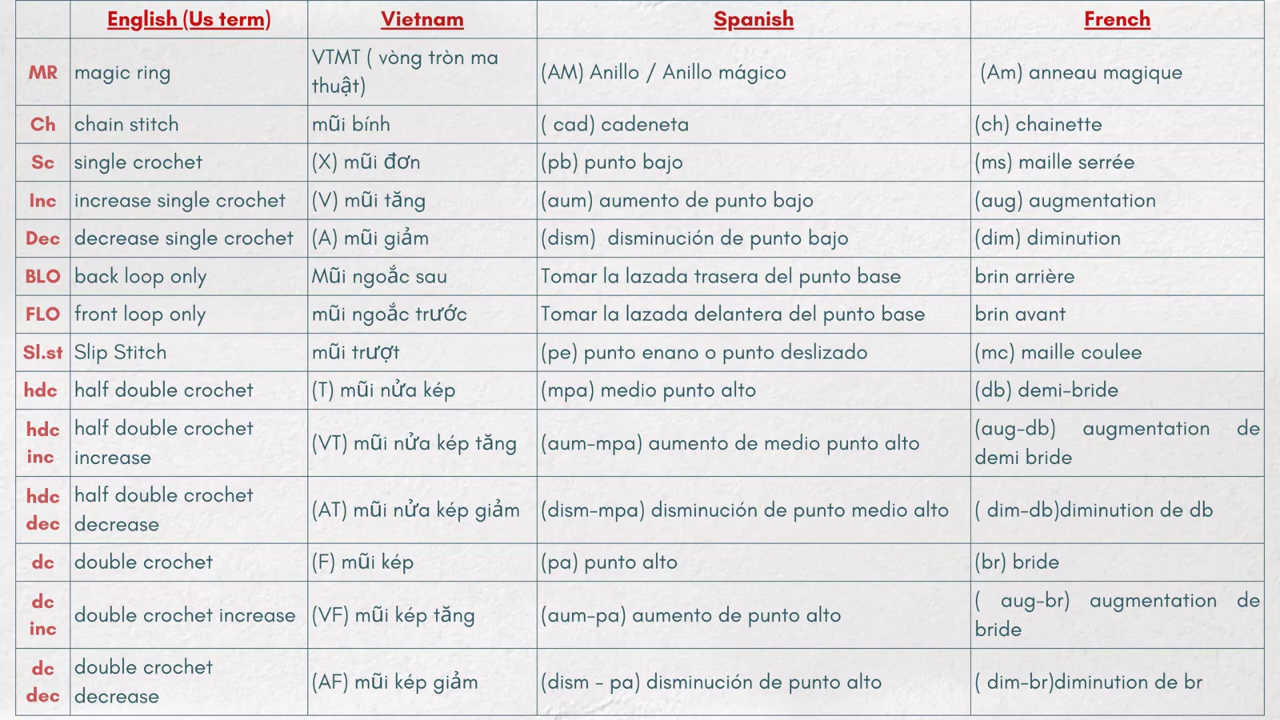 English (Us term) Vietnam Spanish French
MR magic ring VTMT ( vòng tròn ma thuật) (AM) Anillo / Anillo mágico (Am) anneau magique
Ch chain stitch mũi bính ( cad) cadeneta (ch) chainette
Sc single crochet (X) mũi đơn (pb) punto bajo (ms) maille serrée
Inc increase single crochet (V) mũi tăng (aum) aumento de punto bajo (aug) augmentation
Dec decrease single crochet (A) mũi giảm (dism) disminución de punto bajo (dim) diminution
BLO back loop only Mũi ngoắc sau Tomar la lazada trasera del punto base brin arrière
FLO front loop only mũi ngoắc trước Tomar la lazada delantera del punto base brin avant
Sl.st Slip Stitch mũi trượt (pe) punto enano o punto deslizado (mc) maille coulee
hdc half double crochet (T) mũi nửa kép (mpa) medio punto alto (db) demi-bride
hdc inc half double crochet increase (VT) mũi nửa kép tăng (aum-mpa) aumento de medio punto alto (aug-db) augmentation de demi bride
hdc dec half double crochet decrease (AT) mũi nửa kép giảm (dism-mpa) disminución de punto medio alto ( dim-db)diminution de db
dc double crochet (F) mũi kép (pa) punto alto (br) bride
dc inc double crochet increase (VF) mũi kép tăng (aum-pa) aumento de punto alto ( aug-br) augmentation de bride
dc dec double crochet decrease (AF) mũi kép giảm (dism - pa) disminución de punto alto ( dim-br)diminution de br